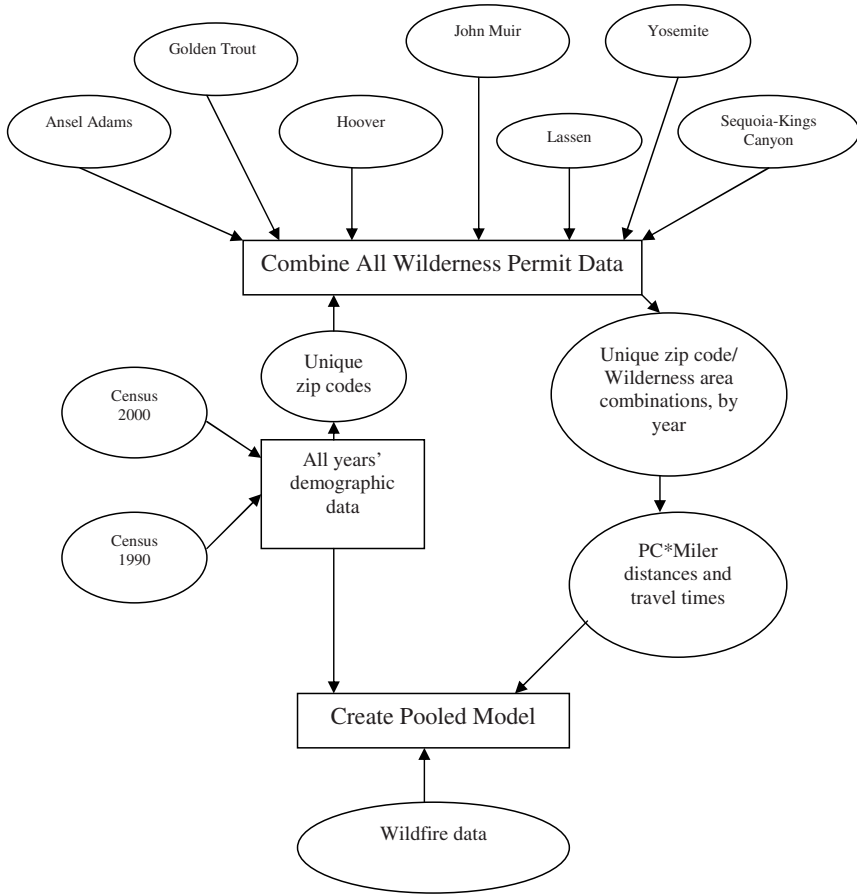 John Muir
Yosemite
Golden Trout
Ansel Adams
Hoover
Lassen
Sequoia-Kings
Canyon
Combine All Wilderness Permit Data
Unique
zip codes
Unique zip code/
Wilderness area
combinations, by
year
Census
2000
All years’
demographic
data
Census
1990
PC*Miler
distances and
travel times
Create Pooled Model
Wildfire data